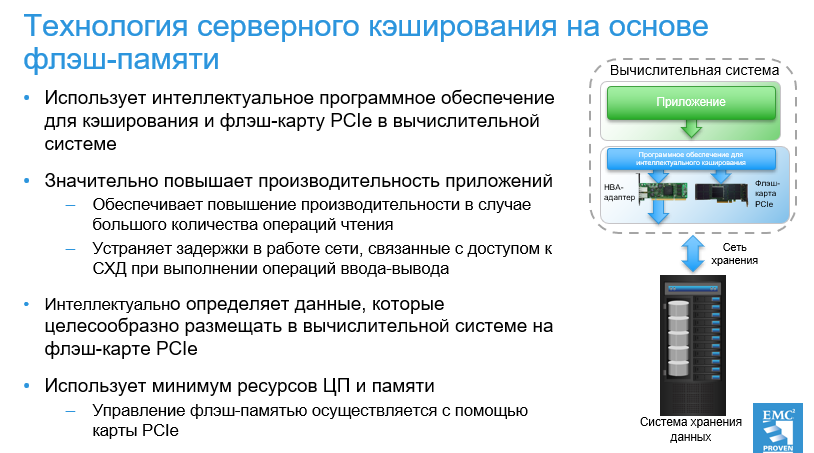 Технология серверного кэширования на основе
флэш-памяти
• Использует интеллектуальное программное обеспечение
для кэширования и флэш-карту PCIe в вычислительной
системе
• Значительно повышает производительность приложений
– Обеспечивает повышение производительности в случае
большого количества операций чтения
– Устраняет задержки в работе сети, связанные с доступом к
СХД при выполнении операций ввода-вывода
• Интеллектуально определяет данные, которые
целесообразно размещать в вычислительной системе на
флэш-карте PCIe
• Использует минимум ресурсов ЦП и памяти
– Управление флэш-памятью осуществляется с помощью
карты PCIe
Вычислительная система
Приложение
Программное обеспечение для
интеллектуального кэширования
HBA-
адаптер
Флэш-
карта
PCIe
Сеть
хранения
Система хранения
данных
EMC²
PROVEN